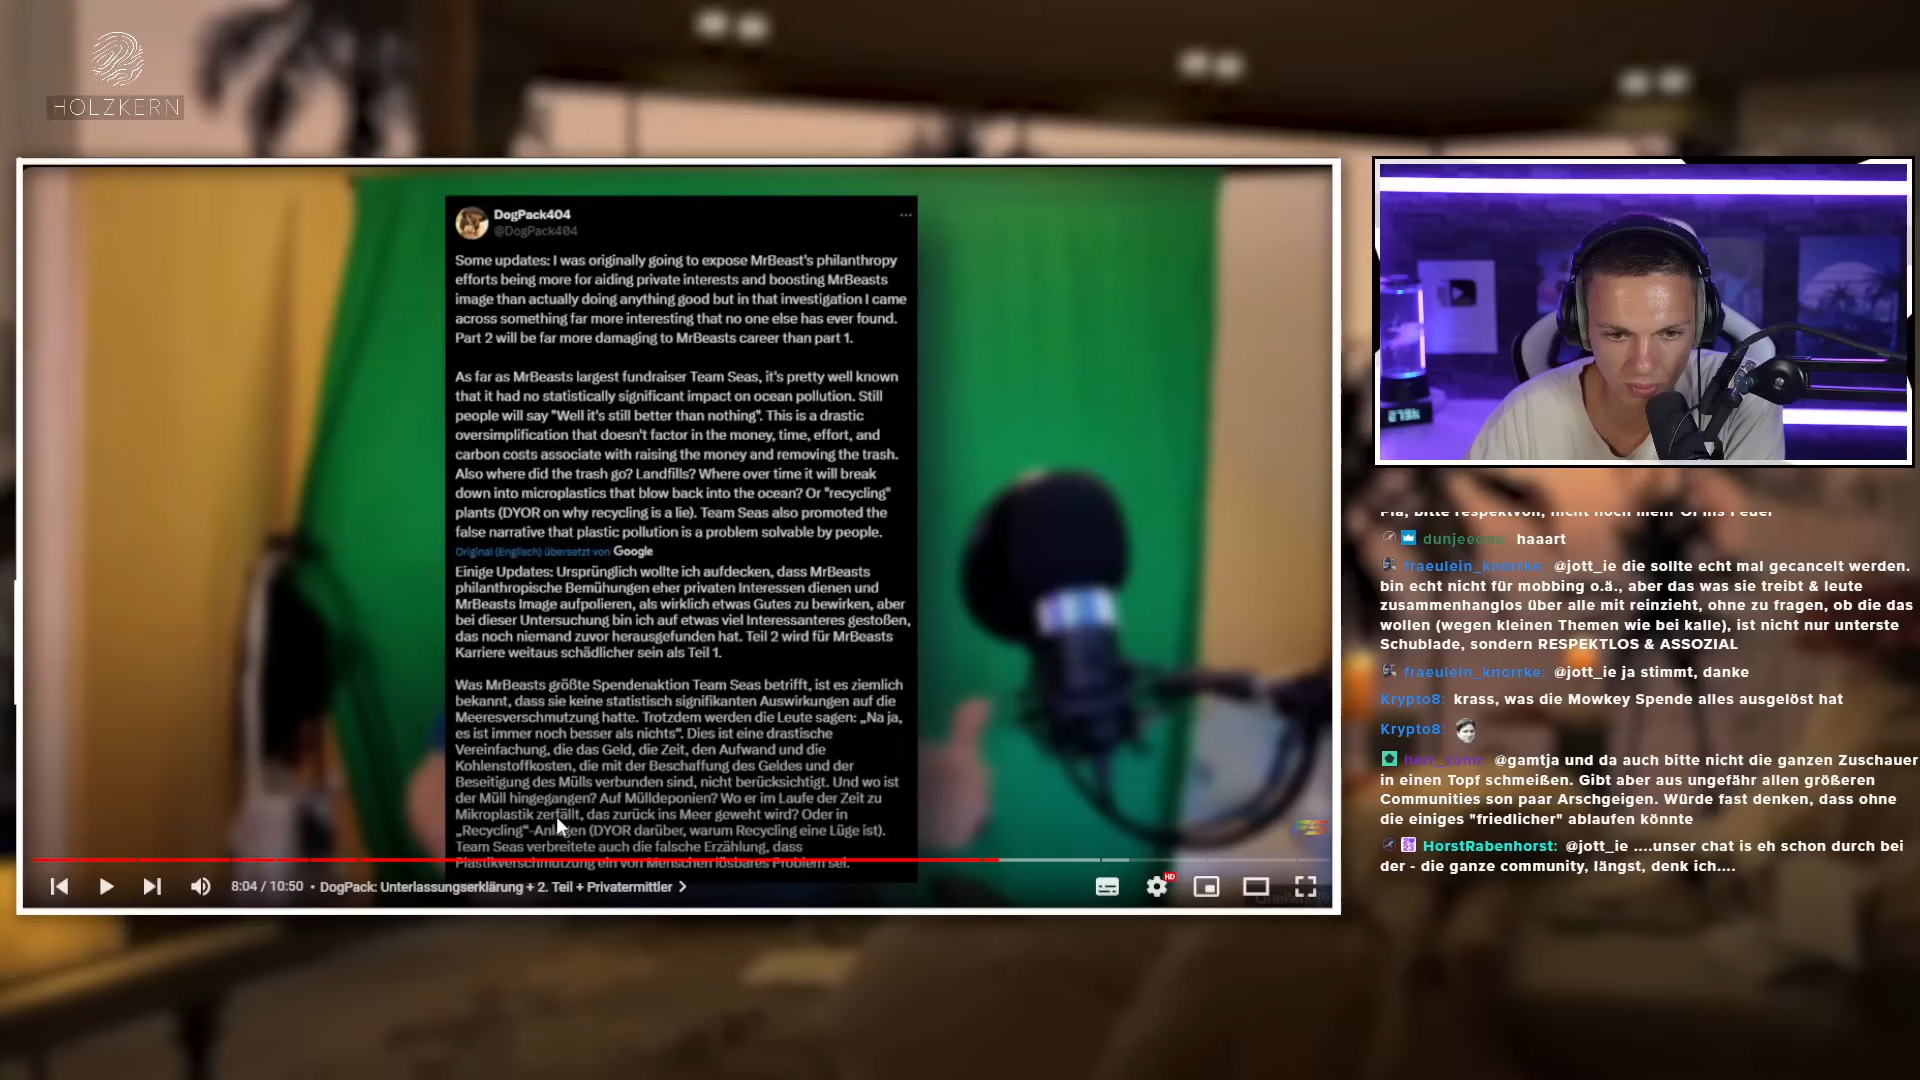 HOLZKERN
DogPack404
@DogPack404
Some updates: I was originally going to expose MrBeast's philanthropy
efforts being more for aiding private interests and boosting MrBeasts
image than actually doing anything good but in that investigation I came
across something far more interesting that no one else has ever found.
Part 2 will be far more damaging to MrBeasts career than part 1.
As far as MrBeasts largest fundraiser Team Seas, it's pretty well known
that it had no statistically significant impact on ocean pollution. Still
people will say "Well it's still better than nothing". This is a drastic
oversimplification that doesn't factor in the money, time, effort, and
carbon costs associate with raising the money and removing the trash.
Also where did the trash go? Landfills? Where over time it will break
down into microplastics that blow back into the ocean? Or "recycling"
plants (DYOR on why recycling is a lie). Team Seas also promoted the
false narrative that plastic pollution is a problem solvable by people.
Original (Englisch) übersetzt von Google
Einige Updates: Ursprünglich wollte ich aufdecken, dass MrBeasts
philanthropische Bemühungen eher privaten Interessen dienen und
MrBeasts Image aufpolieren, als wirklich etwas Gutes zu bewirken, aber
bei dieser Untersuchung bin ich auf etwas viel Interessanteres gestoßen,
das noch niemand zuvor herausgefunden hat. Teil 2 wird für MrBeasts
Karriere weitaus schädlicher sein als Teil 1.
Was MrBeasts größte Spendenaktion Team Seas betrifft, ist es ziemlich
bekannt, dass sie keine statistisch signifikanten Auswirkungen auf die
Meeresverschmutzung hatte. Trotzdem werden die Leute sagen: „Na ja,
es ist immer noch besser als nichts“. Dies ist eine drastische
Vereinfachung, die das Geld, die Zeit, den Aufwand und die
Kohlenstoffkosten, die mit der Beschaffung des Geldes und der
Beseitigung des Mülls verbunden sind, nicht berücksichtigt. Und wo ist
der Müll hingegangen? Auf Mülldeponien? Wo er im Laufe der Zeit zu
Mikroplastik zerfällt, das zurück ins Meer geweht wird? Oder in
„Recycling“-Anlagen (DYOR darüber, warum Recycling eine Lüge ist).
Team Seas verbreitete auch die falsche Erzählung, dass
Plastikverschmutzung ein von Menschen lösbares Problem sei.
8:04 / 10:50 • DogPack: Unterlassungserklärung + 2. Teil + Privatermittler
HD
dunjeeone haaart
fraeulein_knorrke: @jott_ie die sollte echt mal gecancelt werden.
bin echt nicht für mobbing o.ä., aber das was sie treibt & leute
zusammenhanglos über alle mit reinzieht, ohne zu fragen, ob die das
wollen (wegen kleinen Themen wie bei kalle), ist nicht nur unterste
Schublade, sondern RESPEKTLOS & ASSOZIAL
fraeulein_knorrke: @jott_ie ja stimmt, danke
Krypto8: krass, was die Mowkey Spende alles ausgelöst hat
Krypto8:
herr_zahn: @gamtja und da auch bitte nicht die ganzen Zuschauer
in einen Topf schmeißen. Gibt aber aus ungefähr allen größeren
Communities son paar Arschgeigen. Würde fast denken, dass ohne
die einiges "friedlicher" ablaufen könnte
HorstRabenhorst: @jott_ie ....unser chat is eh schon durch bei
der - die ganze community, längst, denk ich....